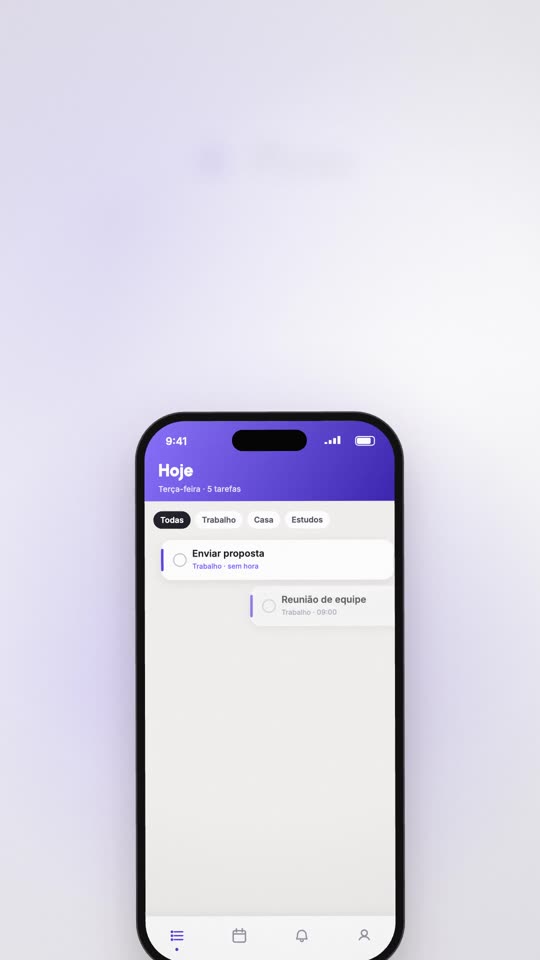 9:41
Hoje
Terça-feira · 5 tarefas
Todas
Trabalho
Casa
Estudos
Enviar proposta
Trabalho · sem hora
Reunião de equipe
Trabalho · 09:00